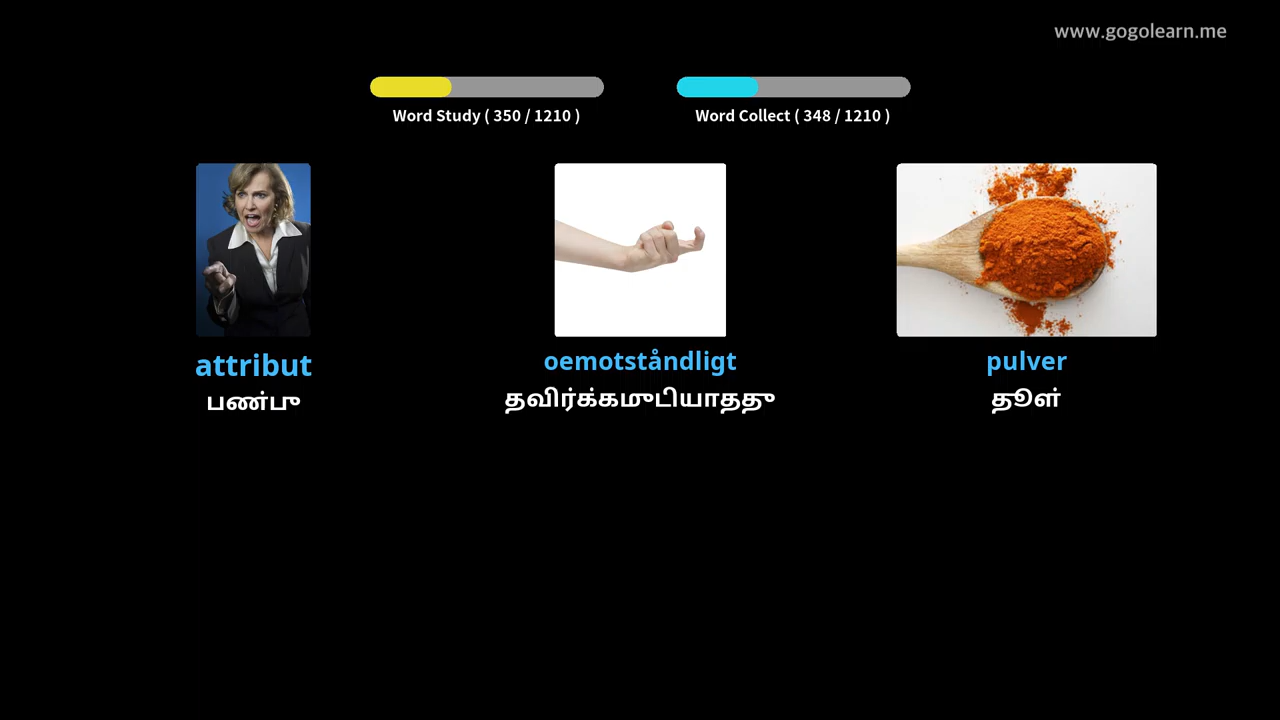 www.gogolearn.me
Word Study ( 350 / 1210 )
Word Collect ( 348 / 1210 )
attribut
பண்பு
oemotståndligt
தவிர்க்கமுடியாதது
pulver
தூள்